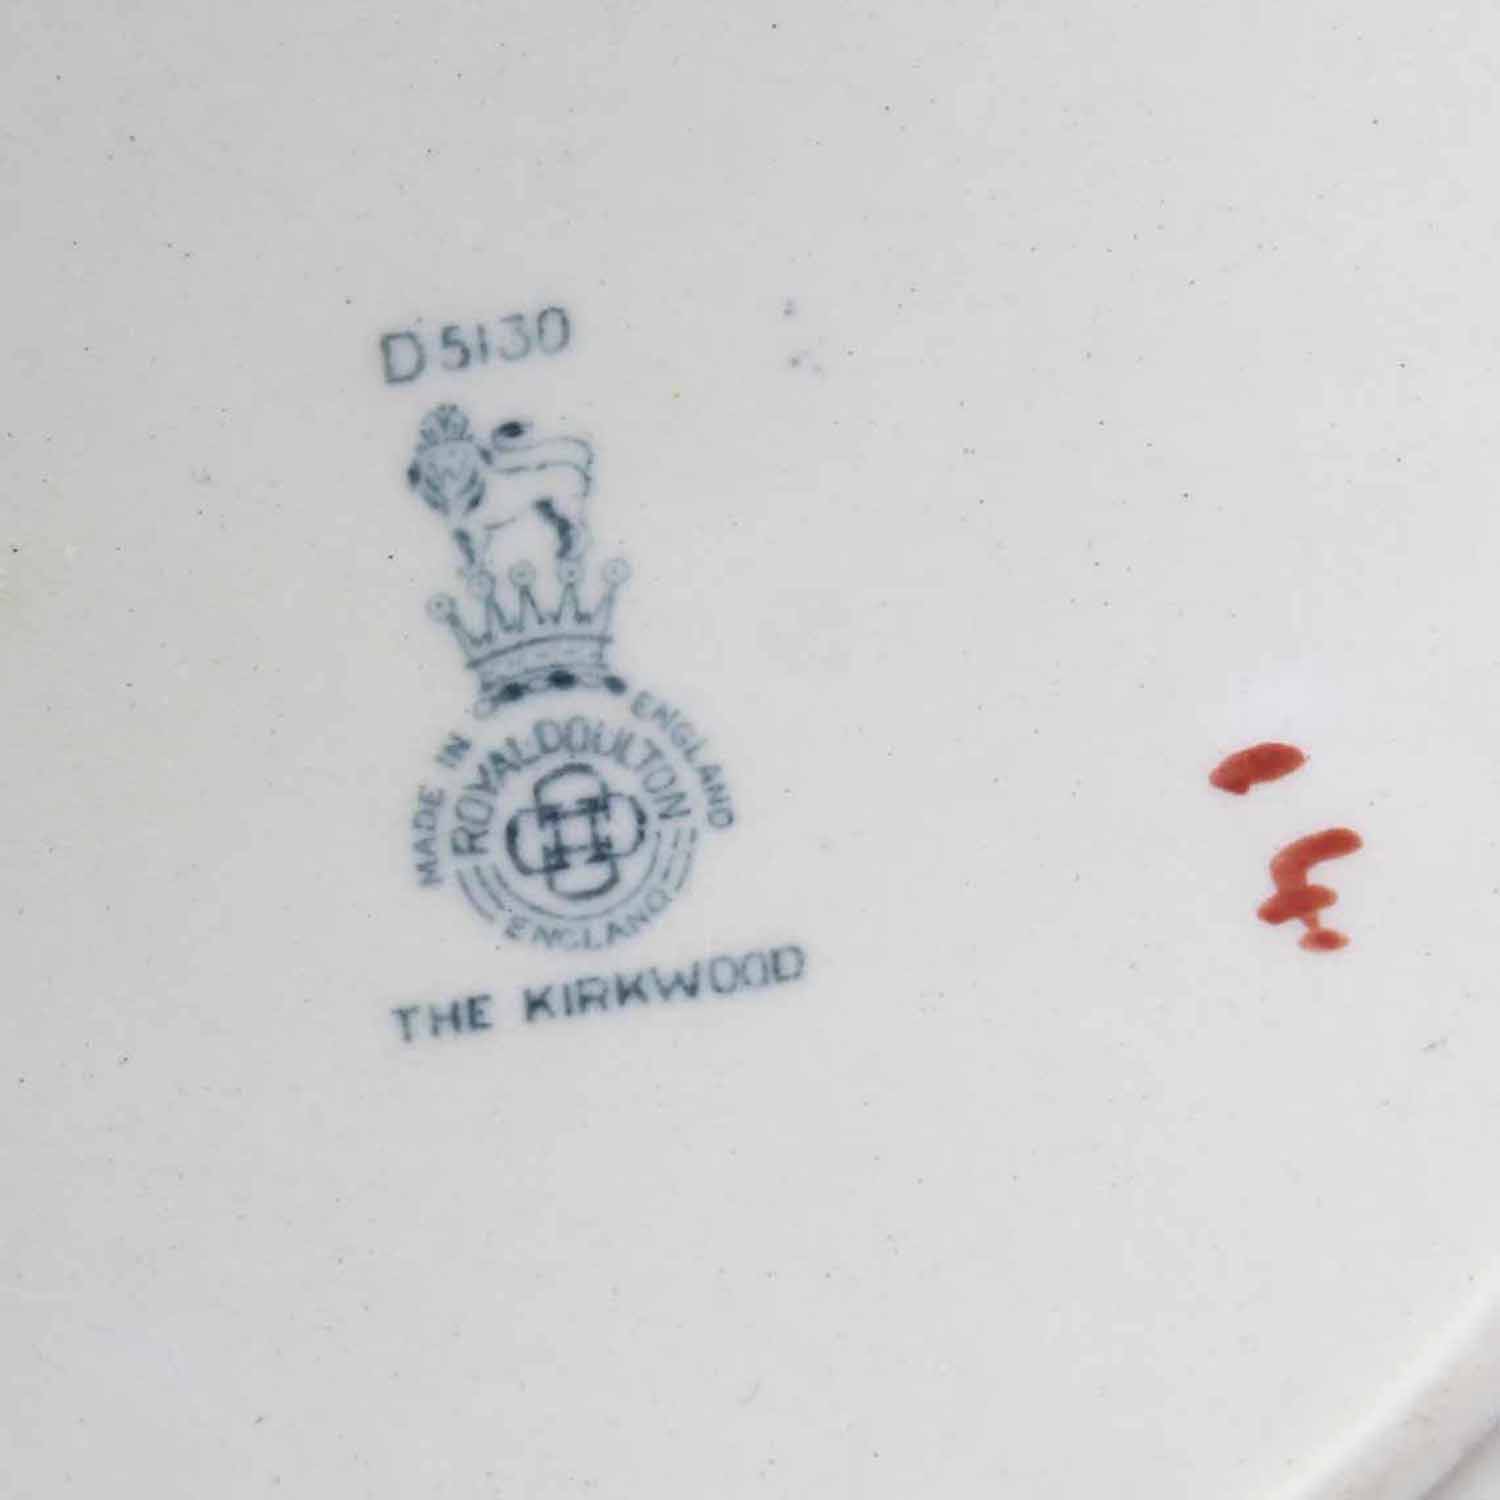 D5130
MADE IN ENGLAND
ROYAL DOULTON
ENGLAND
THE KIRKWOOD